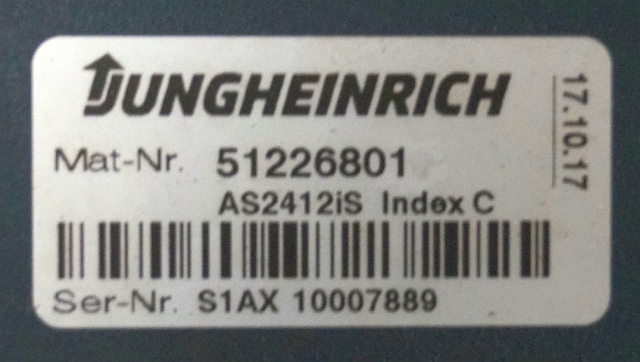 JUNGHEINRICH
Mat-Nr. 51226801
AS2412iS Index C
Ser-Nr. S1AX 10007889
17.10.17